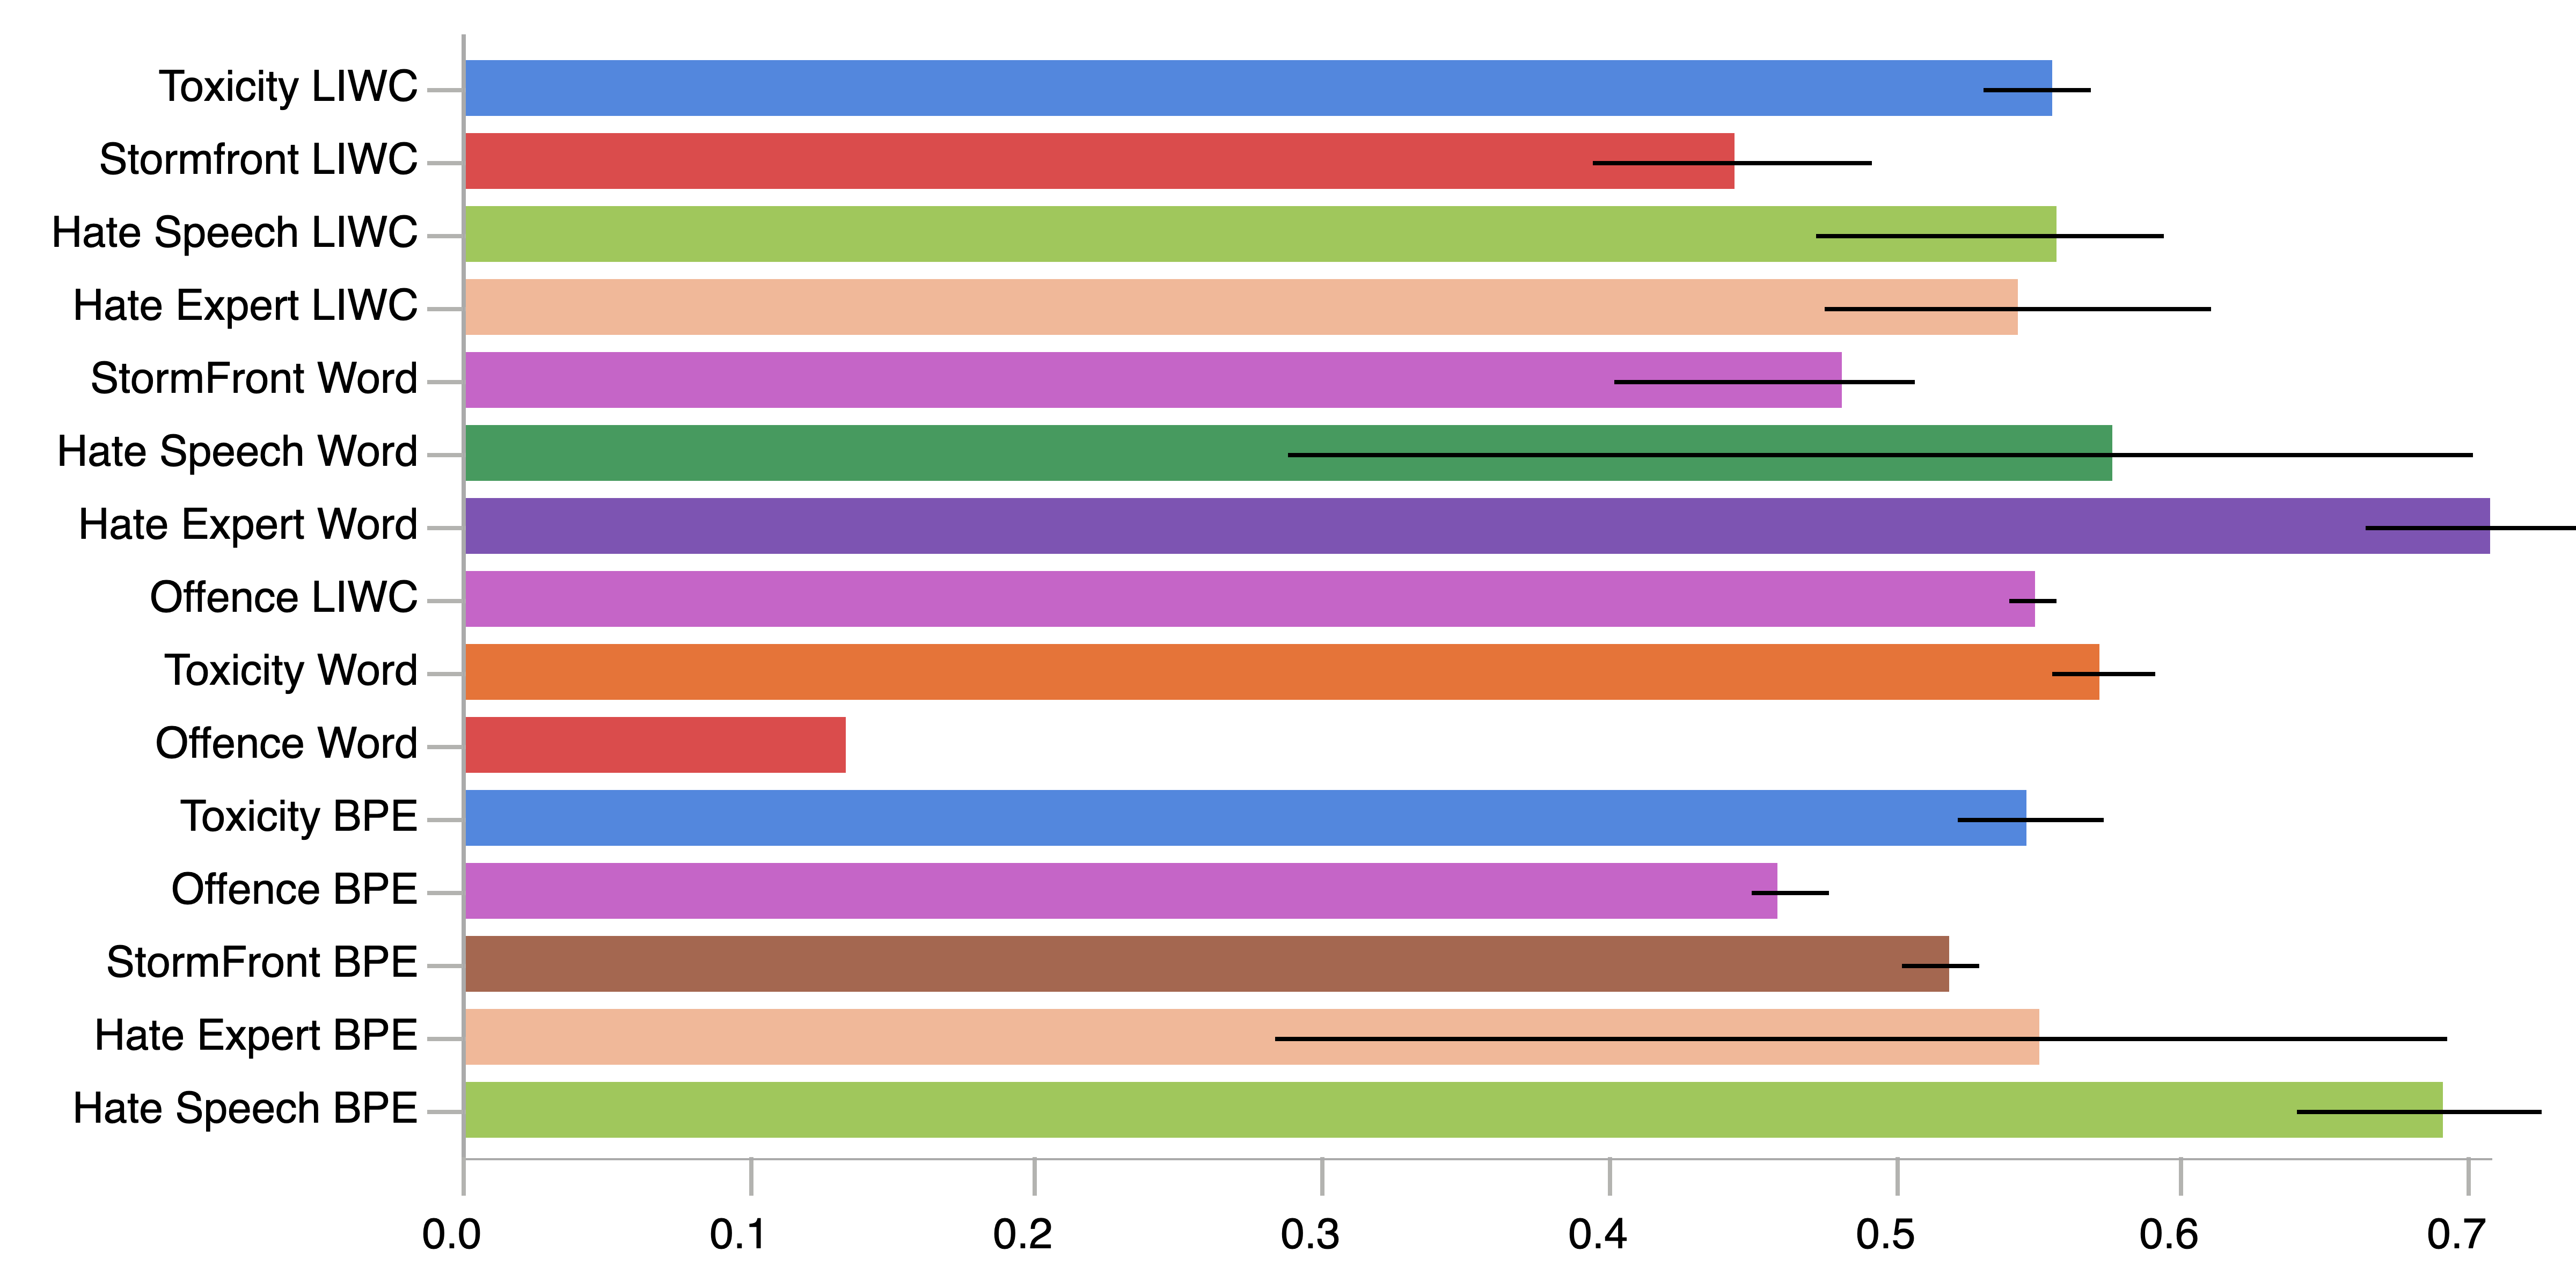 Toxicity LIWC
Stormfront LIWC
Hate Speech LIWC
Hate Expert LIWC
StormFront Word
Hate Speech Word
Hate Expert Word
Offence LIWC
Toxicity Word
Offence Word
Toxicity BPE
Offence BPE
StormFront BPE
Hate Expert BPE
Hate Speech BPE
0.0 0.1 0.2 0.3 0.4 0.5 0.6 0.7